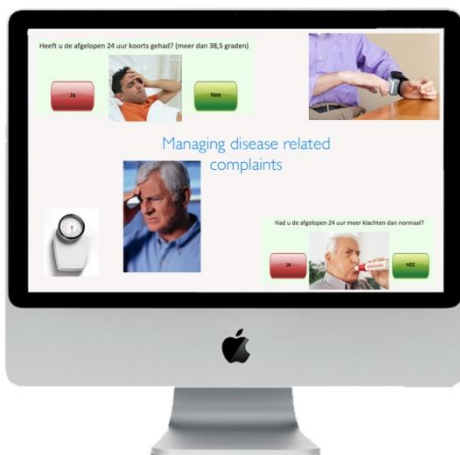 Heeft u de afgelopen 24 uur koorts gehad? (meer dan 38,5 graden)
Ja
Nee
Managing disease related
complaints
Had u de afgelopen 24 uur meer klachten dan normaal?
JA
NEE